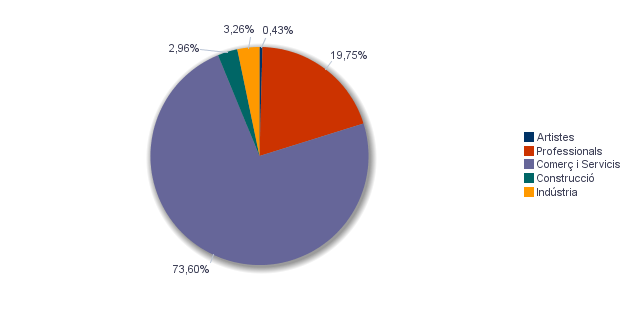 3,26%
0,43%
2,96%
19,75%
73,60%
Artistes
Professionals
Comerç i Servicis
Construcció
Indústria